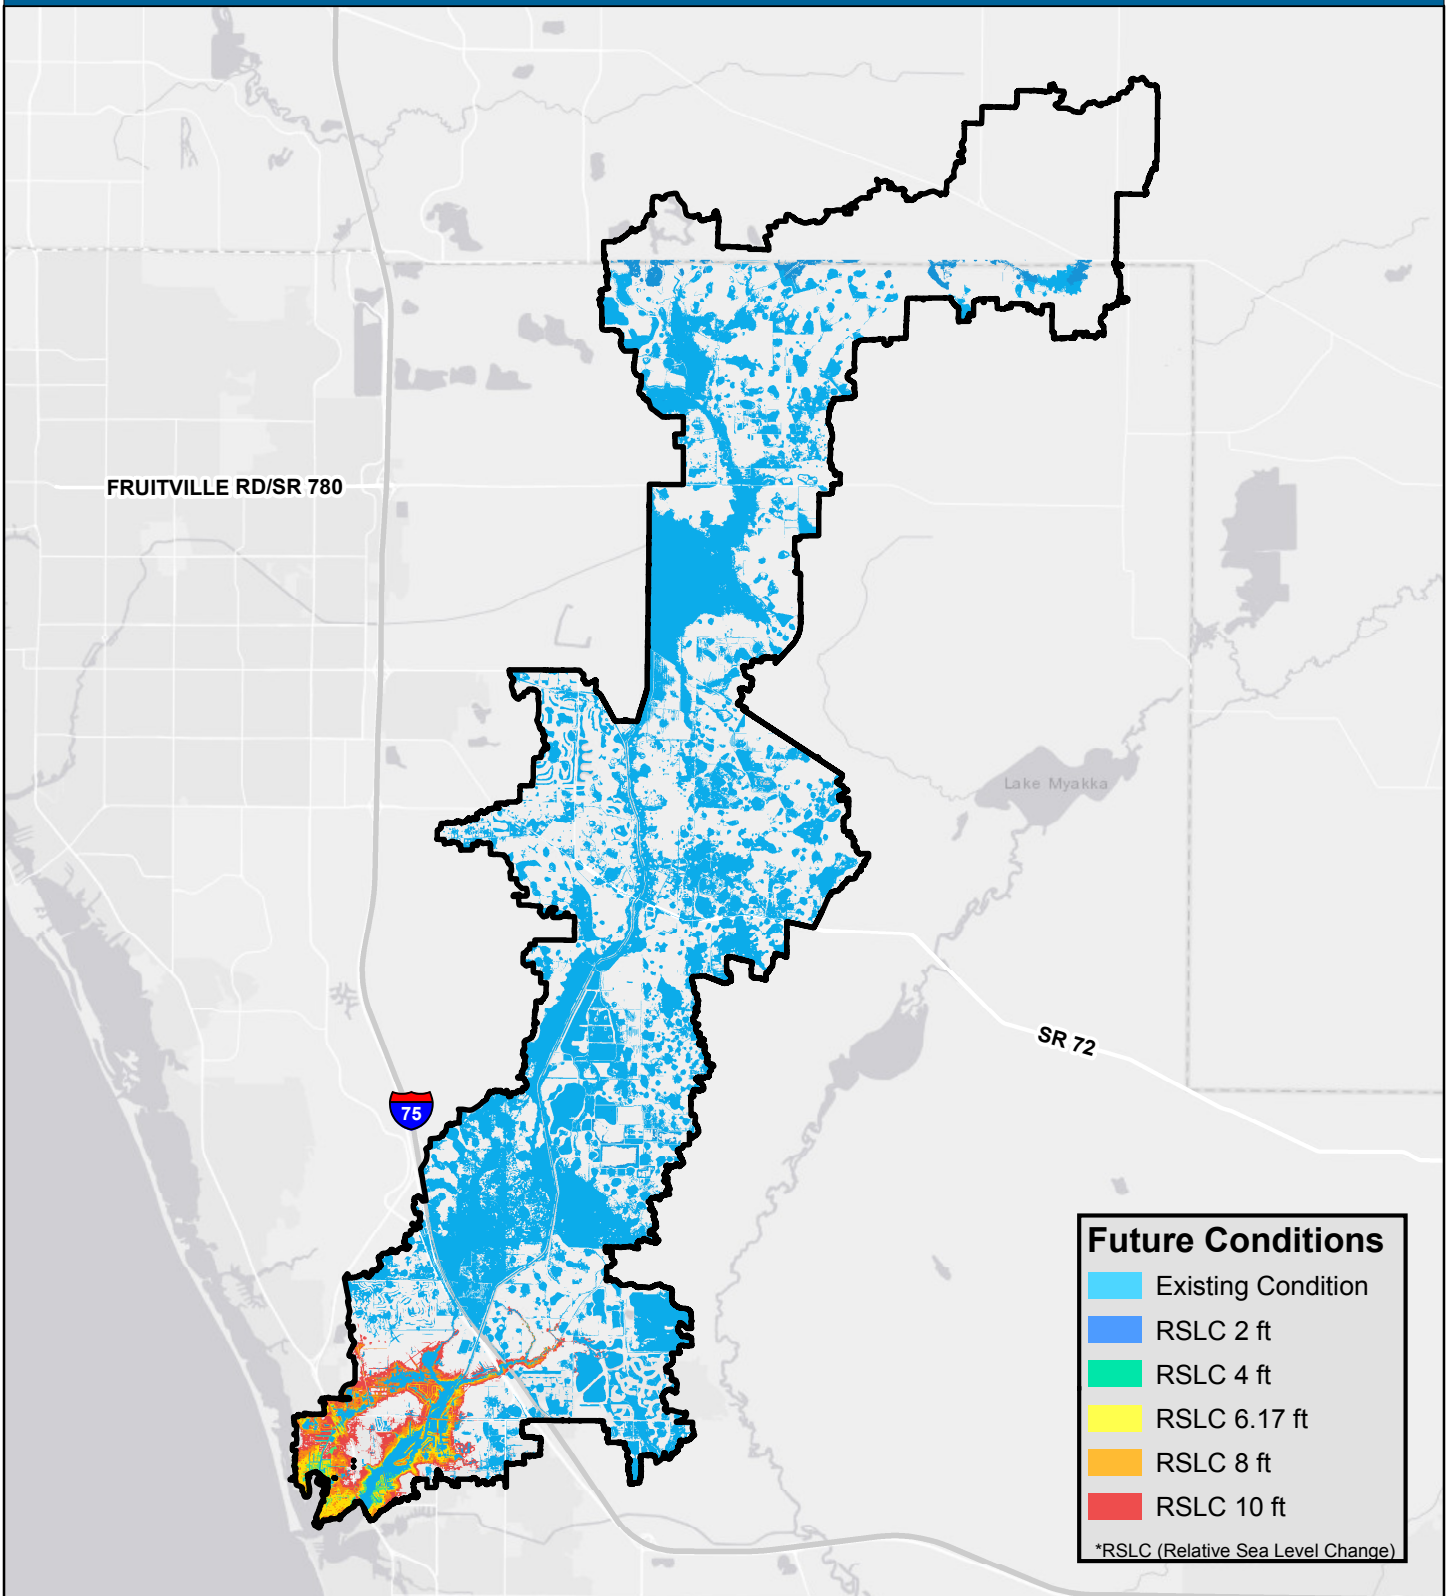 FRUITVILLE RD/SR 780
Lake Myakka
SR 72
75
Future Conditions
Existing Condition
RSLC 2 ft
RSLC 4 ft
RSLC 6.17 ft
RSLC 8 ft
RSLC 10 ft
*RSLC (Relative Sea Level Change)